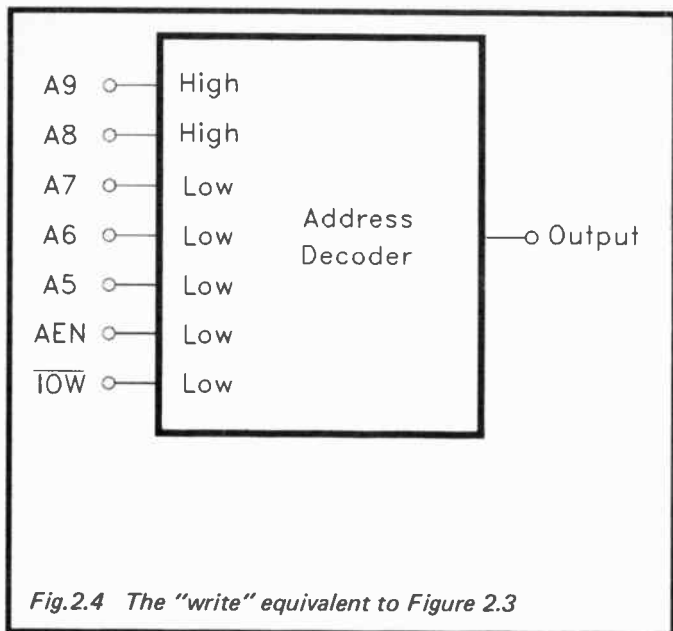 A9 High
A8 High
A7 Low
A6 Low
A5 Low
AEN Low
I̅O̅W̅ Low
Address
Decoder
Output
Fig.2.4 The "write" equivalent to Figure 2.3